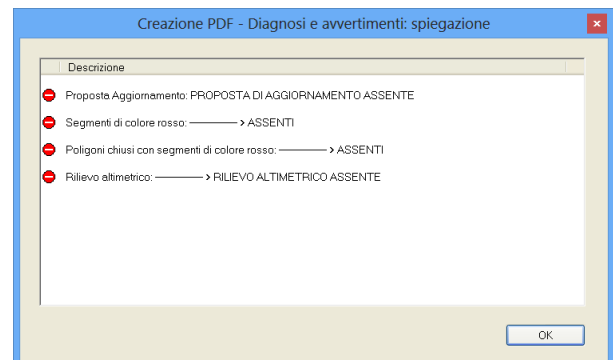 Creazione PDF - Diagnosi e avvertimenti: spiegazione
Descrizione
Proposta Aggiornamento: PROPOSTA DI AGGIORNAMENTO ASSENTE
Segmenti di colore rosso: ————> ASSENTI
Poligoni chiusi con segmenti di colore rosso: ————> ASSENTI
Rilievo altimetrico: ————> RILIEVO ALTIMETRICO ASSENTE
OK